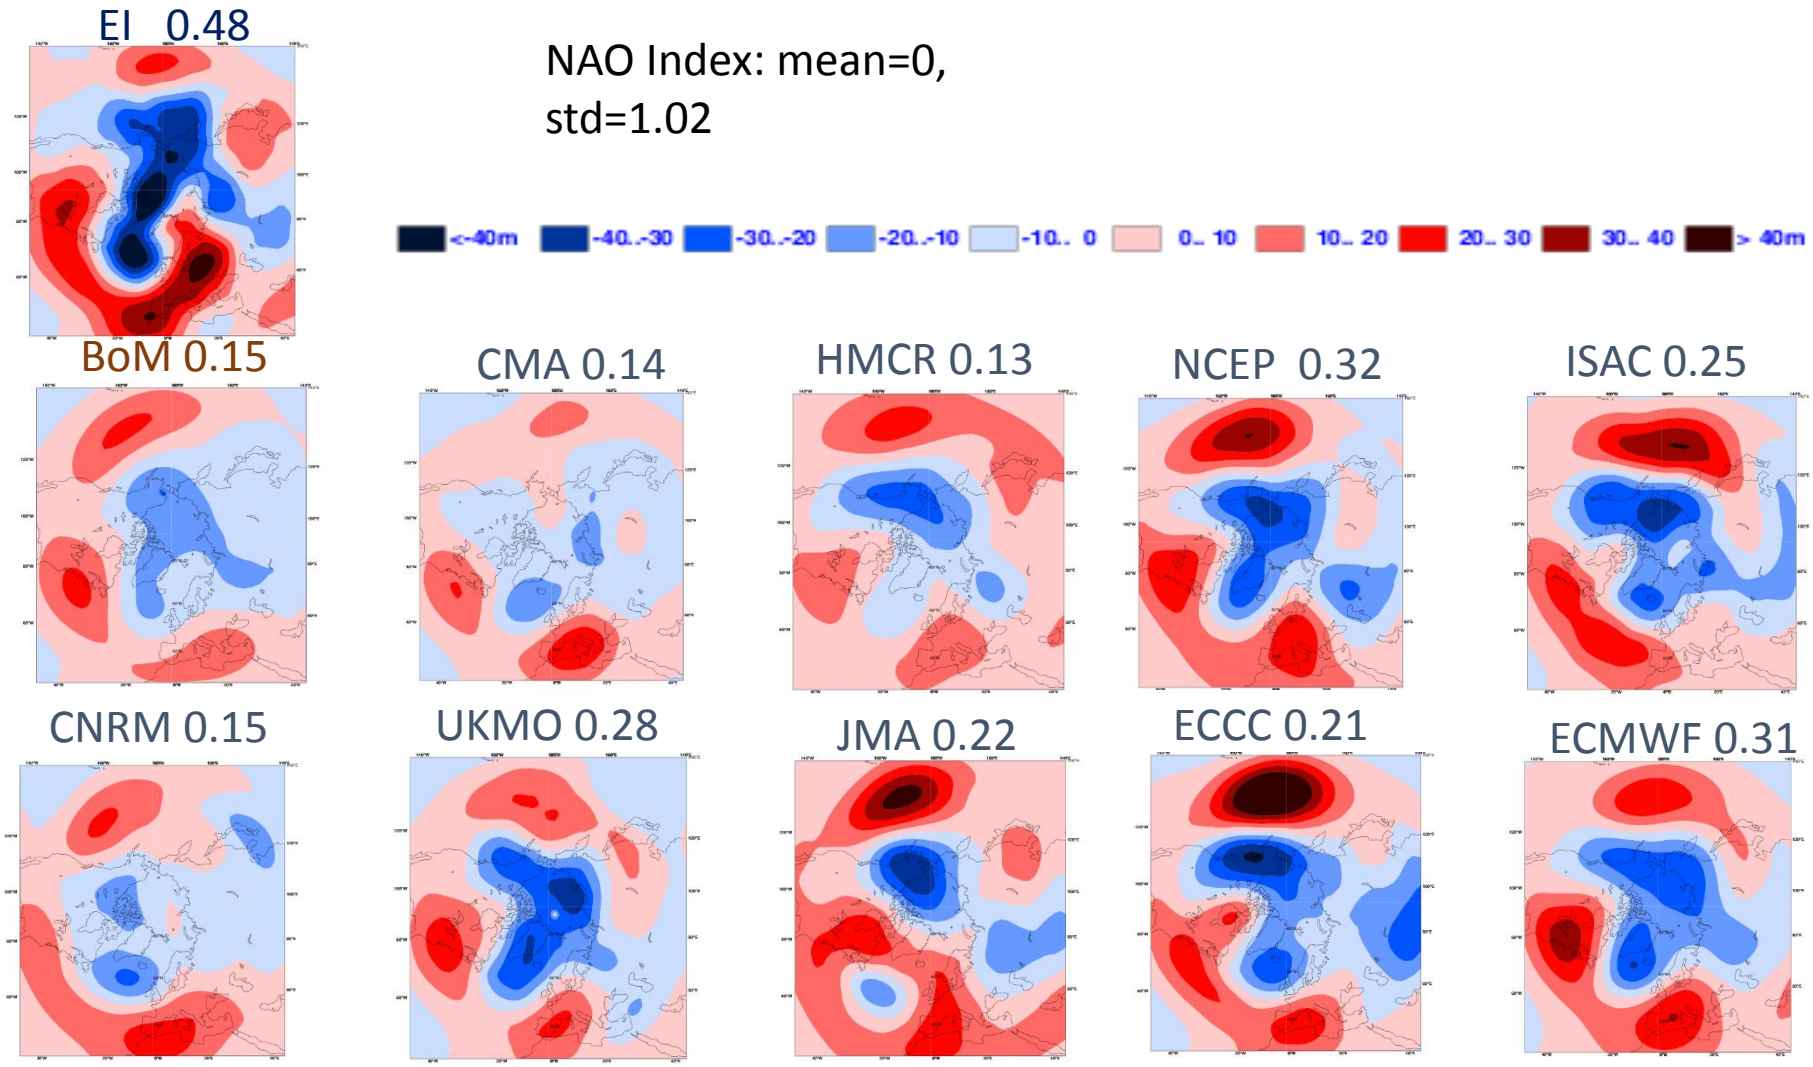 EI 0.48
NAO Index: mean=0,
std=1.02
<-40m -40..-30 -30..-20 -20..-10 -10.. 0 0.. 10 10.. 20 20.. 30 30.. 40 > 40m
BoM 0.15
CMA 0.14
HMCR 0.13
NCEP 0.32
ISAC 0.25
CNRM 0.15
UKMO 0.28
JMA 0.22
ECCC 0.21
ECMWF 0.31